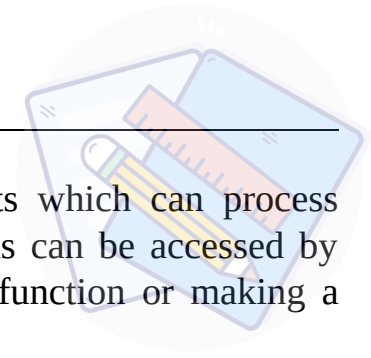 ts which can process
s can be accessed by
function or making a